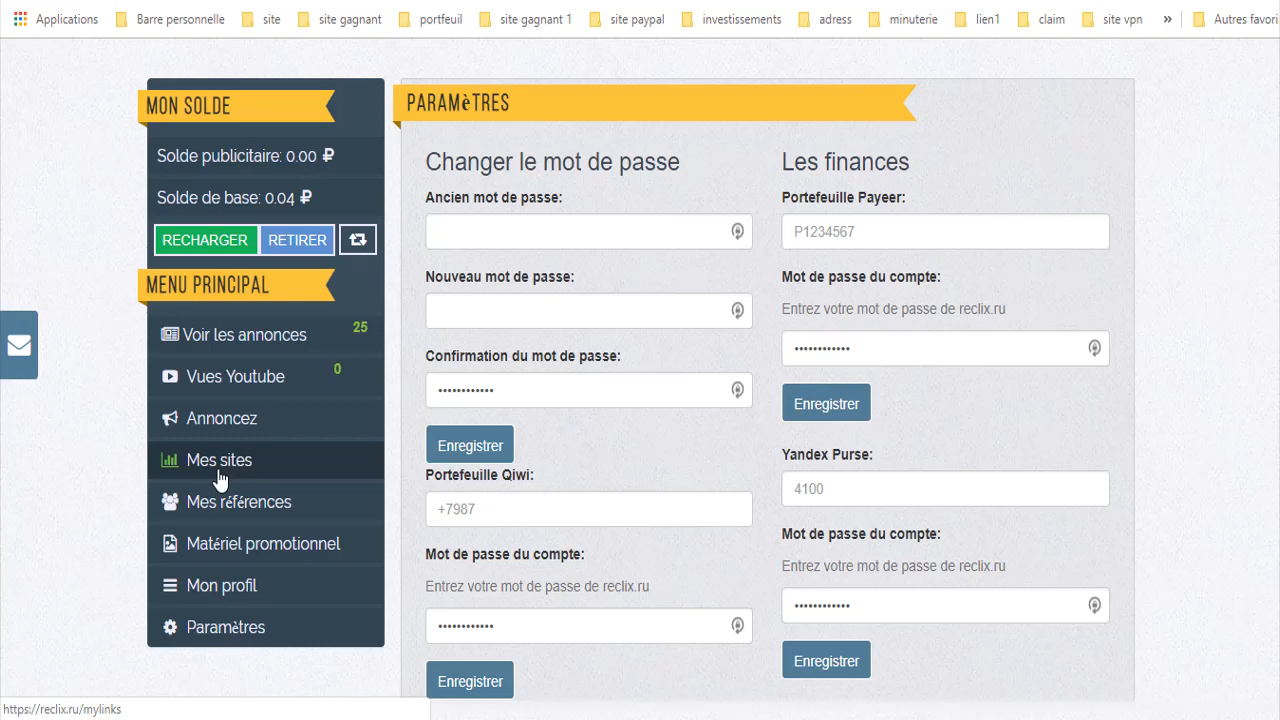 Applications Barre personnelle site site gagnant portfeuil site gagnant 1 site paypal investissements adress minuterie lien1 claim site vpn » Autres favori
MON SOLDE
Solde publicitaire: 0.00 ₽
Solde de base: 0.04 ₽
RECHARGER RETIRER
MENU PRINCIPAL
Voir les annonces 25
Vues Youtube 0
Annoncez
Mes sites
Mes références
Matériel promotionnel
Mon profil
Paramètres
PARAMèTRES
Changer le mot de passe
Ancien mot de passe:
Nouveau mot de passe:
Confirmation du mot de passe:
••••••••••••
Enregistrer
Portefeuille Qiwi:
+7987
Mot de passe du compte:
Entrez votre mot de passe de reclix.ru
••••••••••••
Enregistrer
Les finances
Portefeuille Payeer:
P1234567
Mot de passe du compte:
Entrez votre mot de passe de reclix.ru
••••••••••••
Enregistrer
Yandex Purse:
4100
Mot de passe du compte:
Entrez votre mot de passe de reclix.ru
••••••••••••
Enregistrer
https://reclix.ru/mylinks